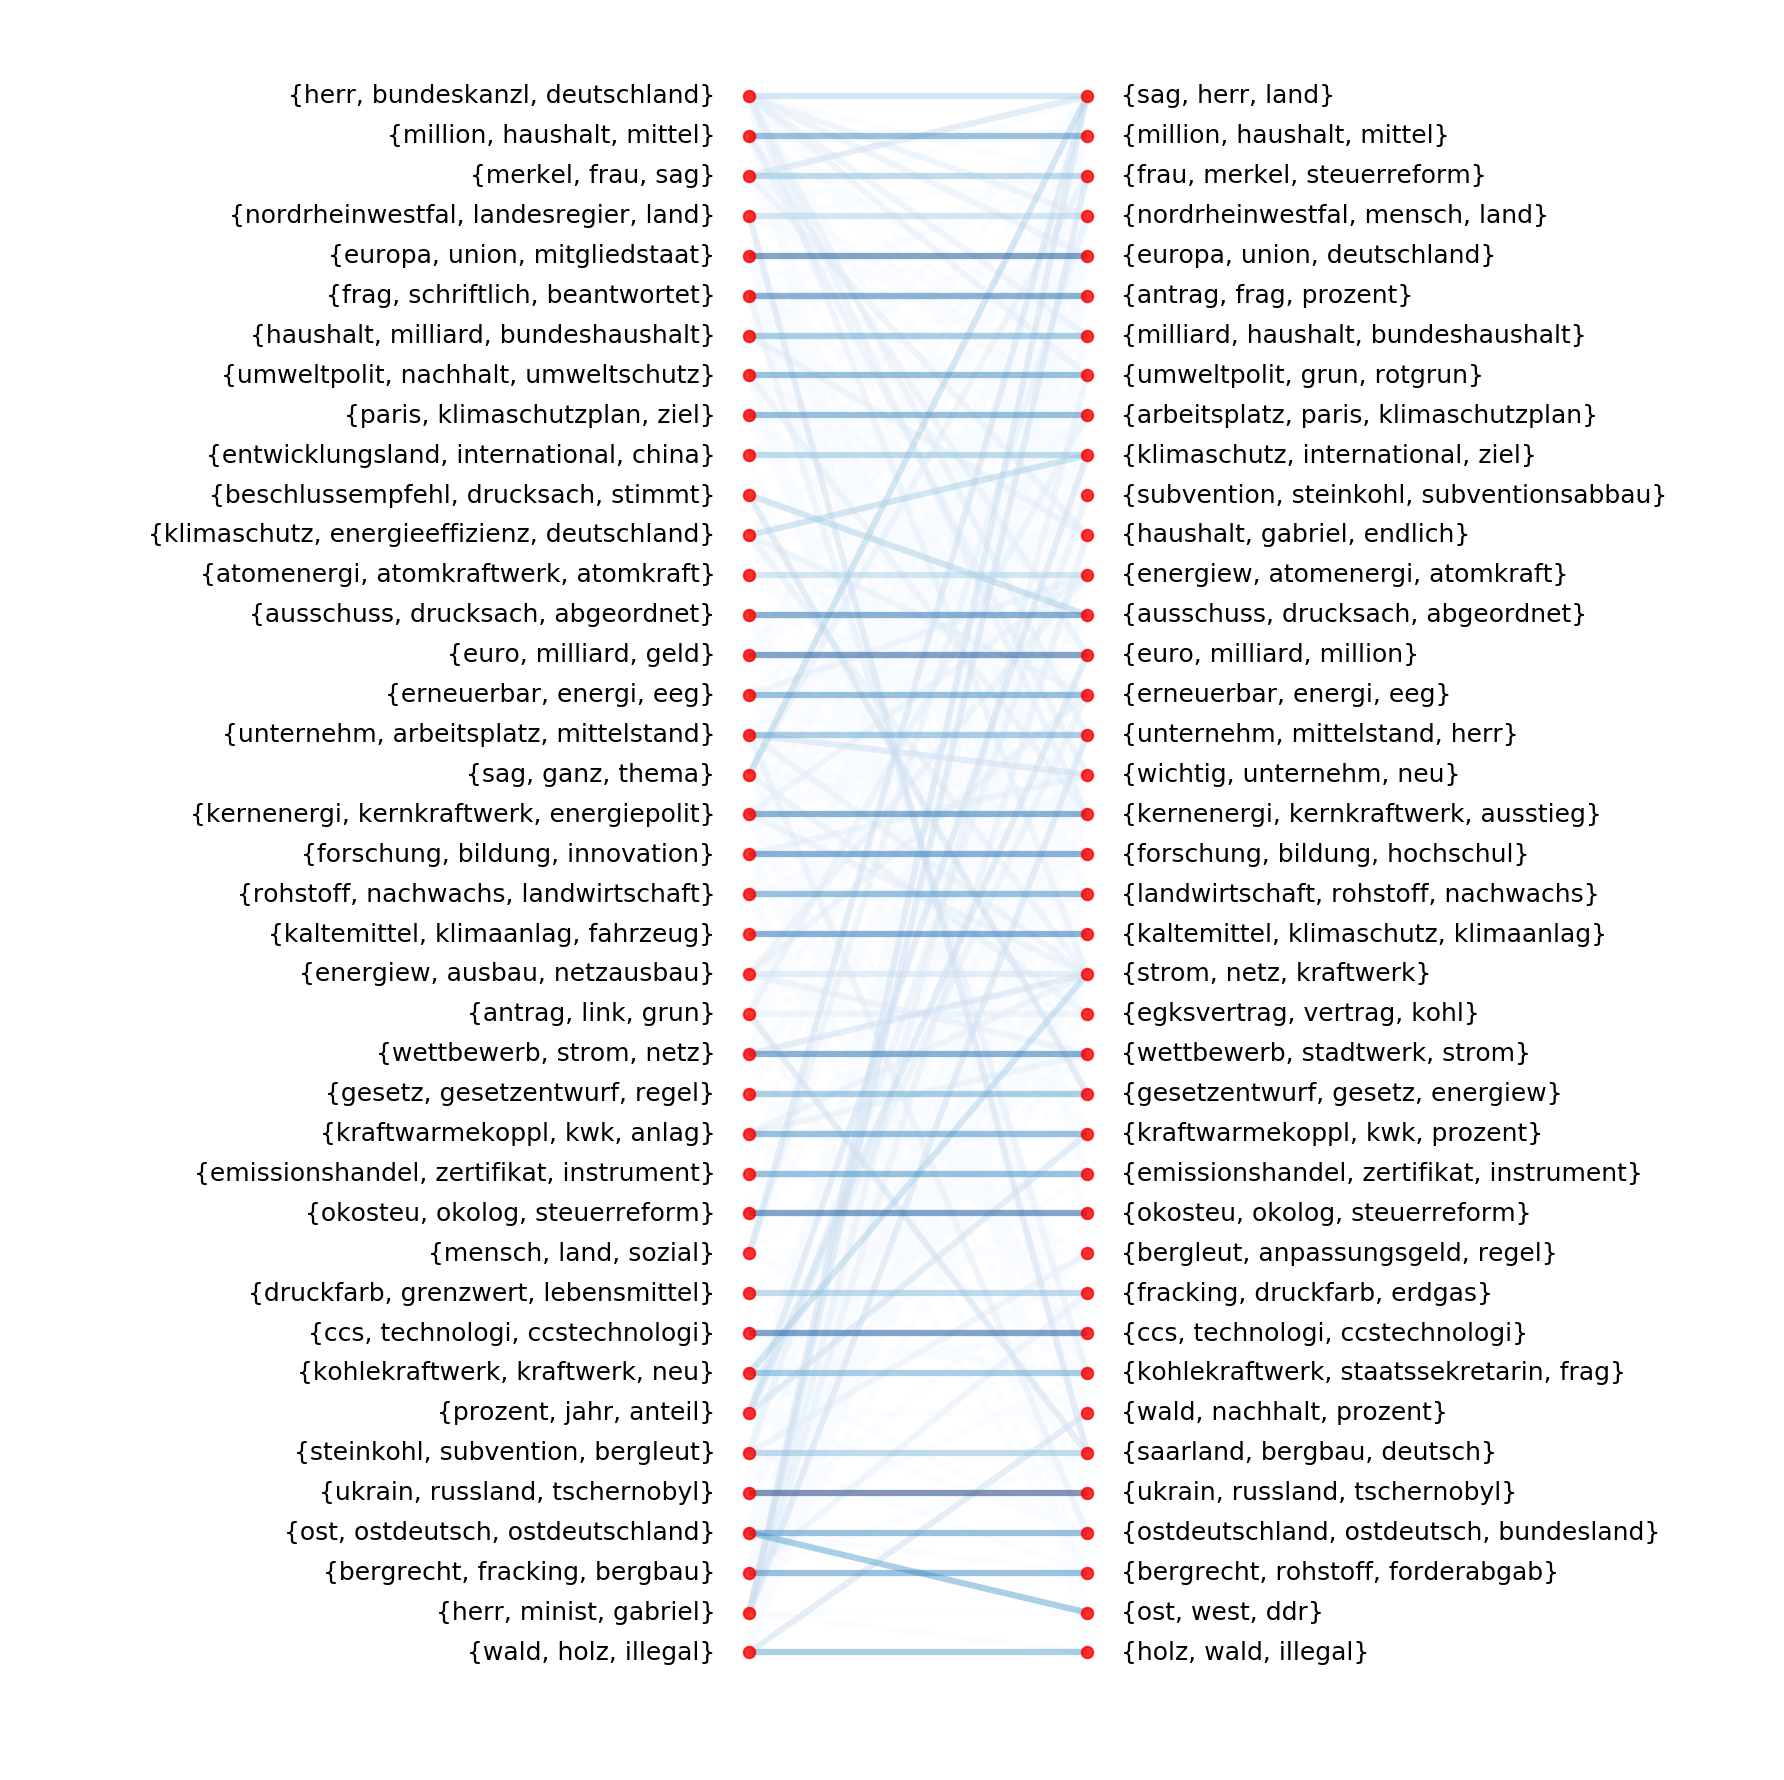 {herr, bundeskanzl, deutschland} {sag, herr, land}
{million, haushalt, mittel} {million, haushalt, mittel}
{merkel, frau, sag} {frau, merkel, steuerreform}
{nordrheinwestfal, landesregier, land} {nordrheinwestfal, mensch, land}
{europa, union, mitgliedstaat} {europa, union, deutschland}
{frag, schriftlich, beantwortet} {antrag, frag, prozent}
{haushalt, milliard, bundeshaushalt} {milliard, haushalt, bundeshaushalt}
{umweltpolit, nachhalt, umweltschutz} {umweltpolit, grun, rotgrun}
{paris, klimaschutzplan, ziel} {arbeitsplatz, paris, klimaschutzplan}
{entwicklungsland, international, china} {klimaschutz, international, ziel}
{beschlussempfehl, drucksach, stimmt} {subvention, steinkohl, subventionsabbau}
{klimaschutz, energieeffizienz, deutschland} {haushalt, gabriel, endlich}
{atomenergi, atomkraftwerk, atomkraft} {energiew, atomenergi, atomkraft}
{ausschuss, drucksach, abgeordnet} {ausschuss, drucksach, abgeordnet}
{euro, milliard, geld} {euro, milliard, million}
{erneuerbar, energi, eeg} {erneuerbar, energi, eeg}
{unternehm, arbeitsplatz, mittelstand} {unternehm, mittelstand, herr}
{sag, ganz, thema} {wichtig, unternehm, neu}
{kernenergi, kernkraftwerk, energiepolit} {kernenergi, kernkraftwerk, ausstieg}
{forschung, bildung, innovation} {forschung, bildung, hochschul}
{rohstoff, nachwachs, landwirtschaft} {landwirtschaft, rohstoff, nachwachs}
{kaltemittel, klimaanlag, fahrzeug} {kaltemittel, klimaschutz, klimaanlag}
{energiew, ausbau, netzausbau} {strom, netz, kraftwerk}
{antrag, link, grun} {egksvertrag, vertrag, kohl}
{wettbewerb, strom, netz} {wettbewerb, stadtwerk, strom}
{gesetz, gesetzentwurf, regel} {gesetzentwurf, gesetz, energiew}
{kraftwarmekoppl, kwk, anlag} {kraftwarmekoppl, kwk, prozent}
{emissionshandel, zertifikat, instrument} {emissionshandel, zertifikat, instrument}
{okosteu, okolog, steuerreform} {okosteu, okolog, steuerreform}
{mensch, land, sozial} {bergleut, anpassungsgeld, regel}
{druckfarb, grenzwert, lebensmittel} {fracking, druckfarb, erdgas}
{ccs, technologi, ccstechnologi} {ccs, technologi, ccstechnologi}
{kohlekraftwerk, kraftwerk, neu} {kohlekraftwerk, staatssekretarin, frag}
{prozent, jahr, anteil} {wald, nachhalt, prozent}
{steinkohl, subvention, bergleut} {saarland, bergbau, deutsch}
{ukrain, russland, tschernobyl} {ukrain, russland, tschernobyl}
{ost, ostdeutsch, ostdeutschland} {ostdeutschland, ostdeutsch, bundesland}
{bergrecht, fracking, bergbau} {bergrecht, rohstoff, forderabgab}
{herr, minist, gabriel} {ost, west, ddr}
{wald, holz, illegal} {holz, wald, illegal}